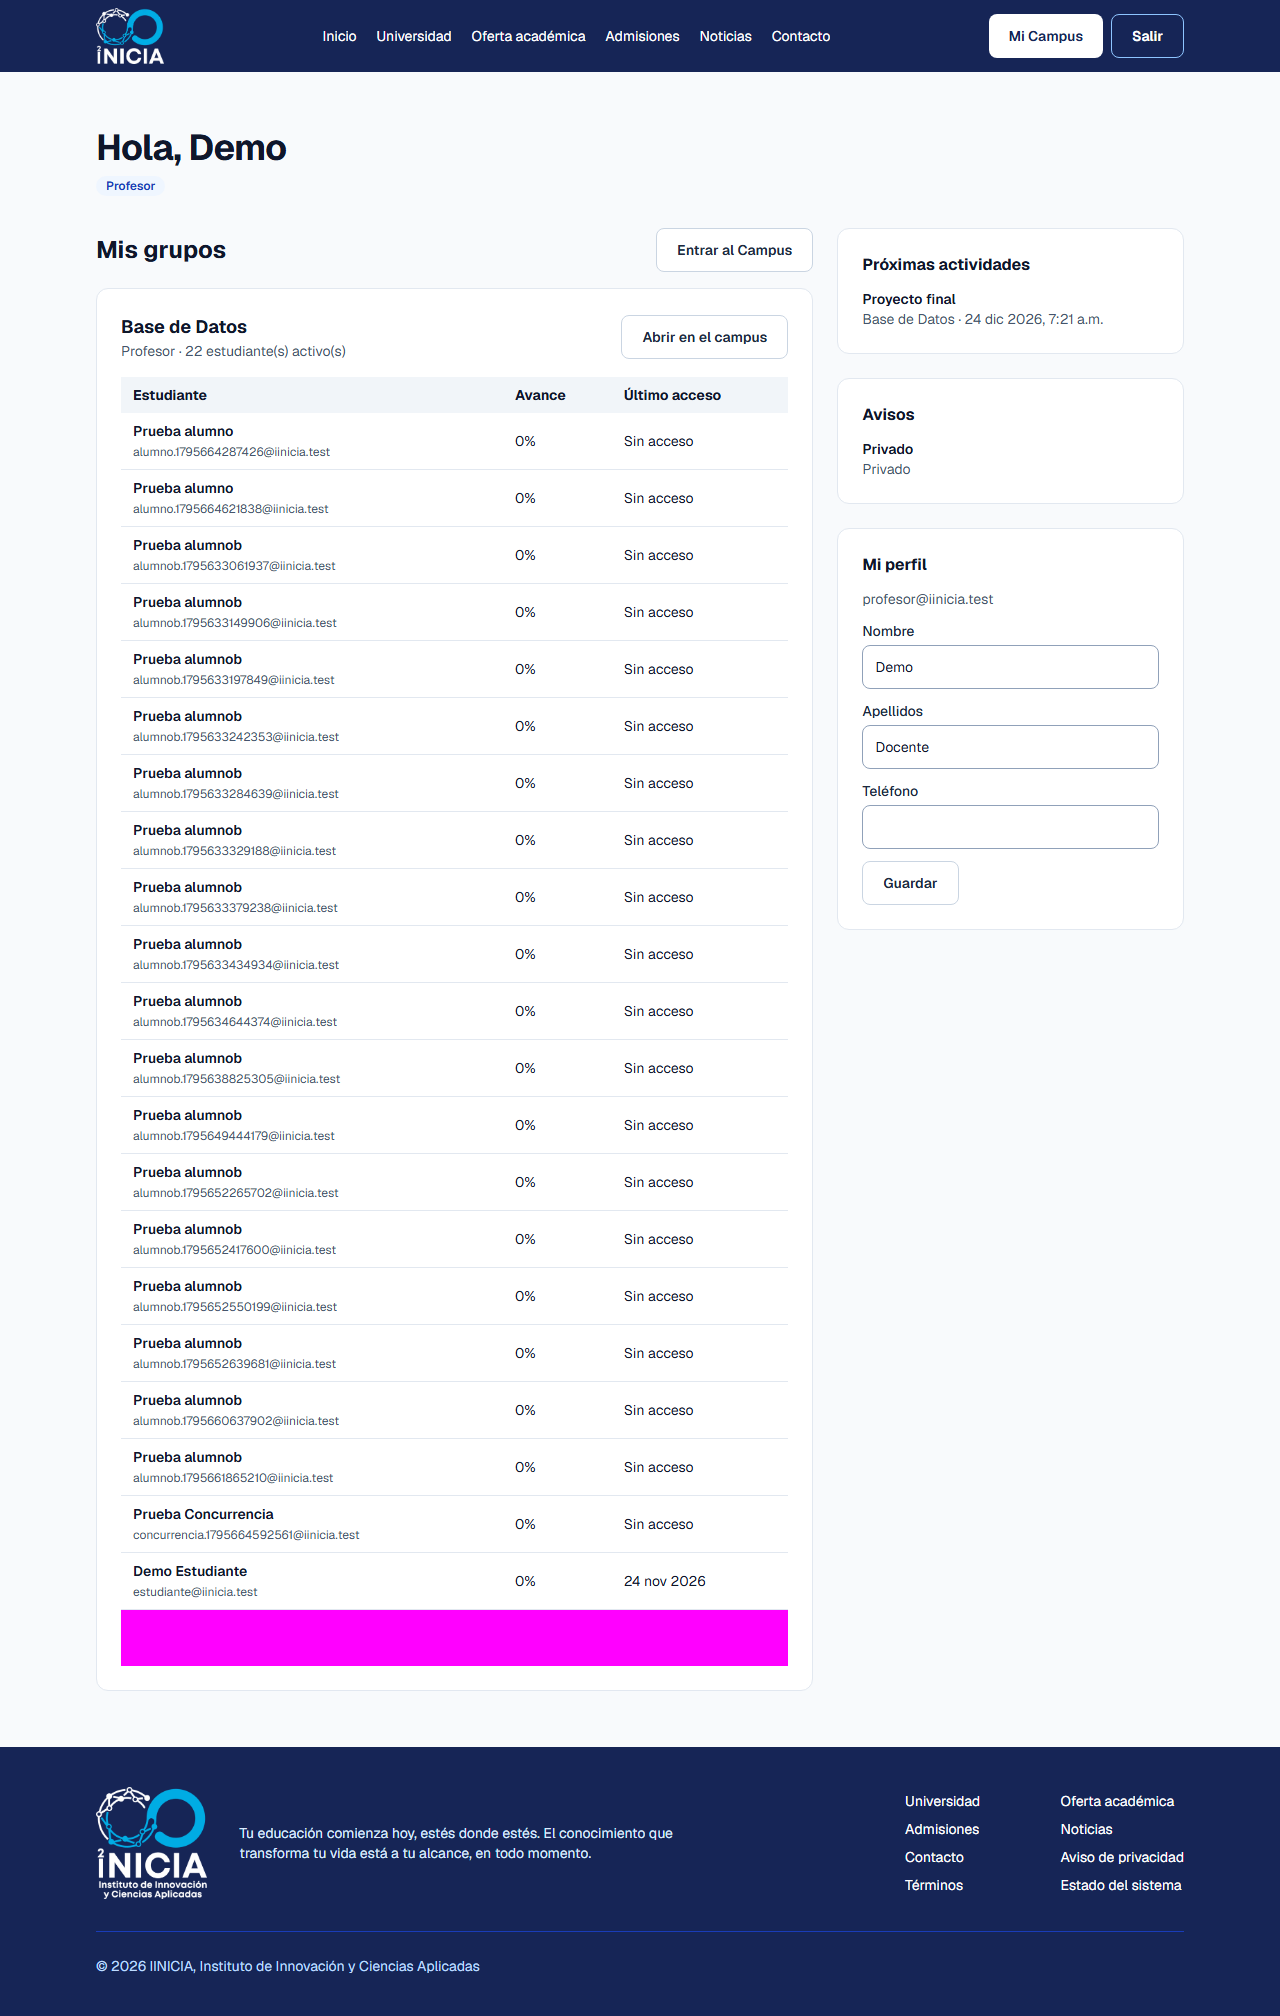 2
iNICIA
Inicio
Universidad
Oferta académica
Admisiones
Noticias
Contacto
Mi Campus
Salir
Hola, Demo
Profesor
Mis grupos
Entrar al Campus
Base de Datos
Profesor · 22 estudiante(s) activo(s)
Abrir en el campus
Estudiante Avance Último acceso
Prueba alumno
alumno.1795664287426@iinicia.test
0% Sin acceso
Prueba alumno
alumno.1795664621838@iinicia.test
0% Sin acceso
Prueba alumnob
alumnob.1795633061937@iinicia.test
0% Sin acceso
Prueba alumnob
alumnob.1795633149906@iinicia.test
0% Sin acceso
Prueba alumnob
alumnob.1795633197849@iinicia.test
0% Sin acceso
Prueba alumnob
alumnob.1795633242353@iinicia.test
0% Sin acceso
Prueba alumnob
alumnob.1795633284639@iinicia.test
0% Sin acceso
Prueba alumnob
alumnob.1795633329188@iinicia.test
0% Sin acceso
Prueba alumnob
alumnob.1795633379238@iinicia.test
0% Sin acceso
Prueba alumnob
alumnob.1795633434934@iinicia.test
0% Sin acceso
Prueba alumnob
alumnob.1795634644374@iinicia.test
0% Sin acceso
Prueba alumnob
alumnob.1795638825305@iinicia.test
0% Sin acceso
Prueba alumnob
alumnob.1795649444179@iinicia.test
0% Sin acceso
Prueba alumnob
alumnob.1795652265702@iinicia.test
0% Sin acceso
Prueba alumnob
alumnob.1795652417600@iinicia.test
0% Sin acceso
Prueba alumnob
alumnob.1795652550199@iinicia.test
0% Sin acceso
Prueba alumnob
alumnob.1795652639681@iinicia.test
0% Sin acceso
Prueba alumnob
alumnob.1795660637902@iinicia.test
0% Sin acceso
Prueba alumnob
alumnob.1795661865210@iinicia.test
0% Sin acceso
Prueba Concurrencia
concurrencia.1795664592561@iinicia.test
0% Sin acceso
Demo Estudiante
estudiante@iinicia.test
0% 24 nov 2026
Próximas actividades
Proyecto final
Base de Datos · 24 dic 2026, 7:21 a.m.
Avisos
Privado
Privado
Mi perfil
profesor@iinicia.test
Nombre
Demo
Apellidos
Docente
Teléfono
Guardar
2
iNICIA
Instituto de Innovación
y Ciencias Aplicadas
Tu educación comienza hoy, estés donde estés. El conocimiento que
transforma tu vida está a tu alcance, en todo momento.
Universidad
Oferta académica
Admisiones
Noticias
Contacto
Aviso de privacidad
Términos
Estado del sistema
© 2026 IINICIA, Instituto de Innovación y Ciencias Aplicadas